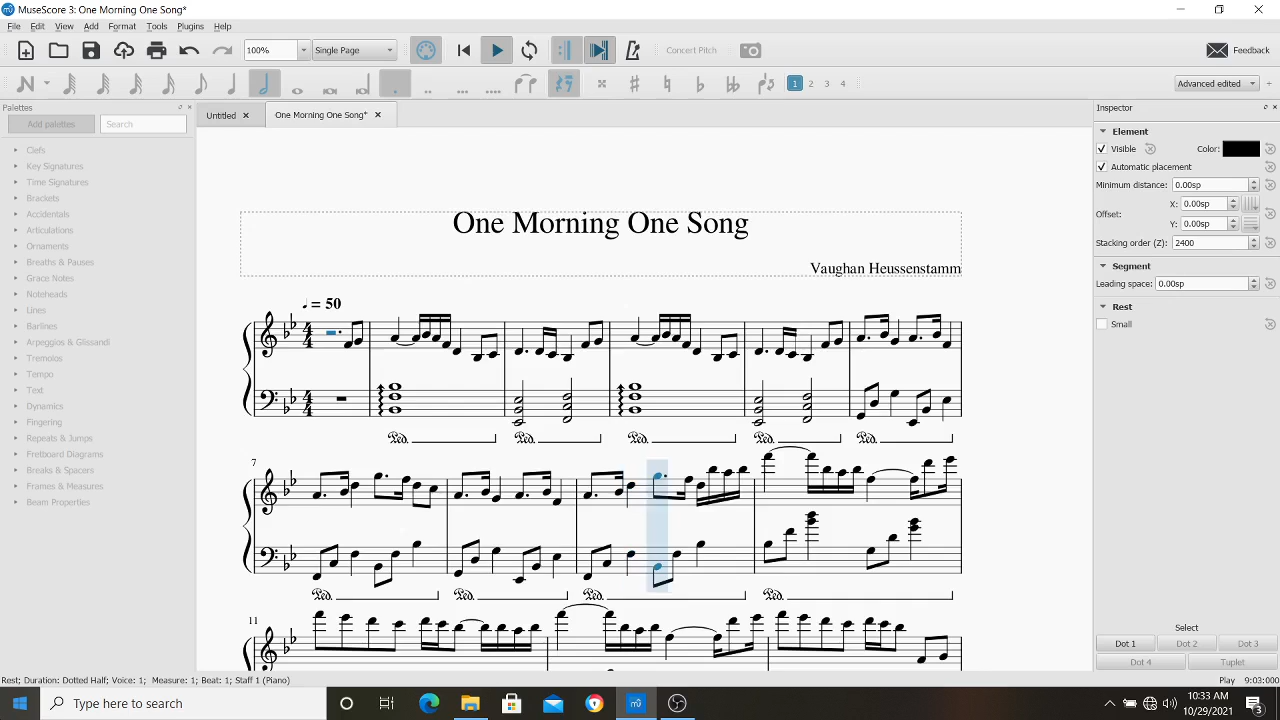 MuseScore 3: One Morning One Song*
File Edit View Add Format Tools Plugins Help
100% Single Page Concert Pitch Feedback
1 2 3 4 Advanced edited
Palettes
Add palettes Search
Clefs
Key Signatures
Time Signatures
Brackets
Accidentals
Articulations
Ornaments
Breaths & Pauses
Grace Notes
Noteheads
Lines
Barlines
Arpeggios & Glissandi
Tremolos
Tempo
Text
Dynamics
Fingering
Repeats & Jumps
Fretboard Diagrams
Breaks & Spacers
Frames & Measures
Beam Properties
Untitled One Morning One Song*
One Morning One Song
Vaughan Heussenstamm
= 50
7
11
Inspector
Element
Visible Color:
Automatic placement
Minimum distance: 0.00sp
X: 0.00sp
Offset:
Y: 0.00sp
Stacking order (Z): 2400
Segment
Leading space: 0.00sp
Rest
Small
Select
Dot 1 Dot 2 Dot 3
Dot 4 Tuplet
Rest; Duration: Dotted Half; Voice: 1; Measure: 1; Beat: 1; Staff 1 (Piano) Play 9:03:000
Type here to search
10:33 AM
10/29/2021